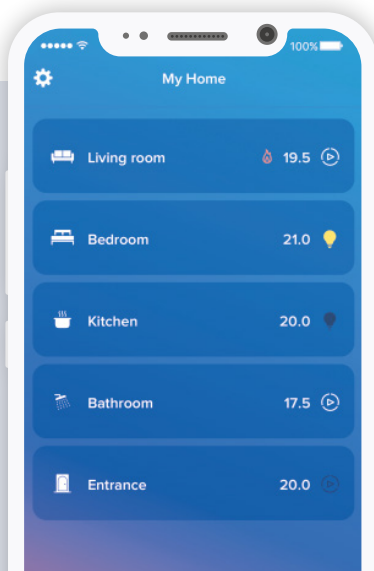 100%
My Home
Living room 19.5
Bedroom 21.0
Kitchen 20.0
Bathroom 17.5
Entrance 20.0